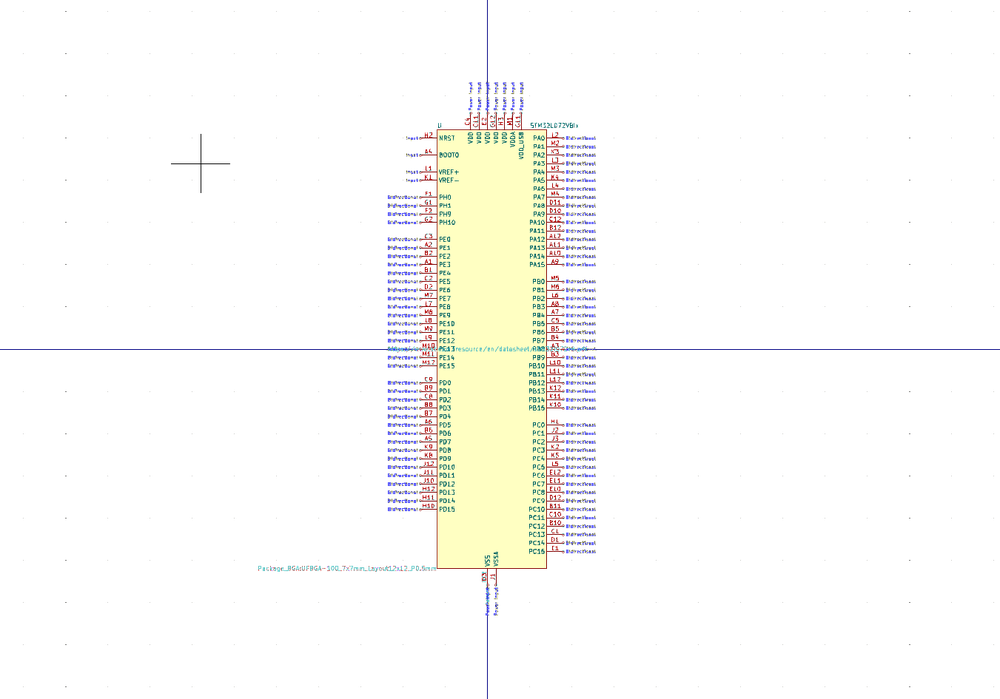 Power Input Power Input Power Input Power Input Power Input Power Input Power Input
U STM32L072VBIx
C4 G11 E2 G12 H3 M1
VDD VDD VDD VDD VDD VDDA VDD_USB
Input H2 NRST PA0 L2 Bidirectional
PA1 M2 Bidirectional
Input A4 BOOT0 PA2 K3 Bidirectional
PA3 L3 Bidirectional
Input L1 VREF+ PA4 M3 Bidirectional
Input K1 VREF- PA5 K4 Bidirectional
PA6 L4 Bidirectional
Bidirectional F1 PH0 PA7 M4 Bidirectional
Bidirectional G1 PH1 PA8 D11 Bidirectional
Bidirectional F2 PH9 PA9 D10 Bidirectional
Bidirectional G2 PH10 PA10 C12 Bidirectional
PA11 B12 Bidirectional
Bidirectional C3 PE0 PA12 A12 Bidirectional
Bidirectional A2 PE1 PA13 A11 Bidirectional
Bidirectional B2 PE2 PA14 A10 Bidirectional
Bidirectional A1 PE3 PA15 A9 Bidirectional
Bidirectional B1 PE4
Bidirectional C2 PE5 PB0 M5 Bidirectional
Bidirectional D2 PE6 PB1 M6 Bidirectional
Bidirectional M7 PE7 PB2 L6 Bidirectional
Bidirectional L7 PE8 PB3 A8 Bidirectional
Bidirectional M8 PE9 PB4 A7 Bidirectional
Bidirectional L8 PE10 PB5 C5 Bidirectional
Bidirectional M9 PE11 PB6 B5 Bidirectional
Bidirectional L9 PE12 PB7 B4 Bidirectional
M10 PE13 resource/en/datasheet/ PB8 A3
Bidirectional M11 PE14 PB9 B3 Bidirectional
Bidirectional M12 PE15 PB10 L10 Bidirectional
PB11 L11 Bidirectional
Bidirectional C9 PD0 PB12 L12 Bidirectional
Bidirectional B9 PD1 PB13 K12 Bidirectional
Bidirectional C8 PD2 PB14 K11 Bidirectional
Bidirectional B8 PD3 PB15 K10 Bidirectional
Bidirectional B7 PD4
Bidirectional A6 PD5 PC0 H1 Bidirectional
Bidirectional B6 PD6 PC1 J2 Bidirectional
Bidirectional A5 PD7 PC2 J3 Bidirectional
Bidirectional K9 PD8 PC3 K2 Bidirectional
Bidirectional K8 PD9 PC4 K5 Bidirectional
Bidirectional J12 PD10 PC5 L5 Bidirectional
Bidirectional J11 PD11 PC6 E12 Bidirectional
Bidirectional J10 PD12 PC7 E11 Bidirectional
Bidirectional H12 PD13 PC8 E10 Bidirectional
Bidirectional H11 PD14 PC9 D12 Bidirectional
Bidirectional H10 PD15 PC10 B11 Bidirectional
PC11 C10 Bidirectional
PC12 B10 Bidirectional
PC13 C1 Bidirectional
PC14 D1 Bidirectional
PC15 E1 Bidirectional
VSS VSSA
Package_BGA:UFBGA-100_7x7mm_Layout12x12_P0.5mm
D3 J1
Power Input